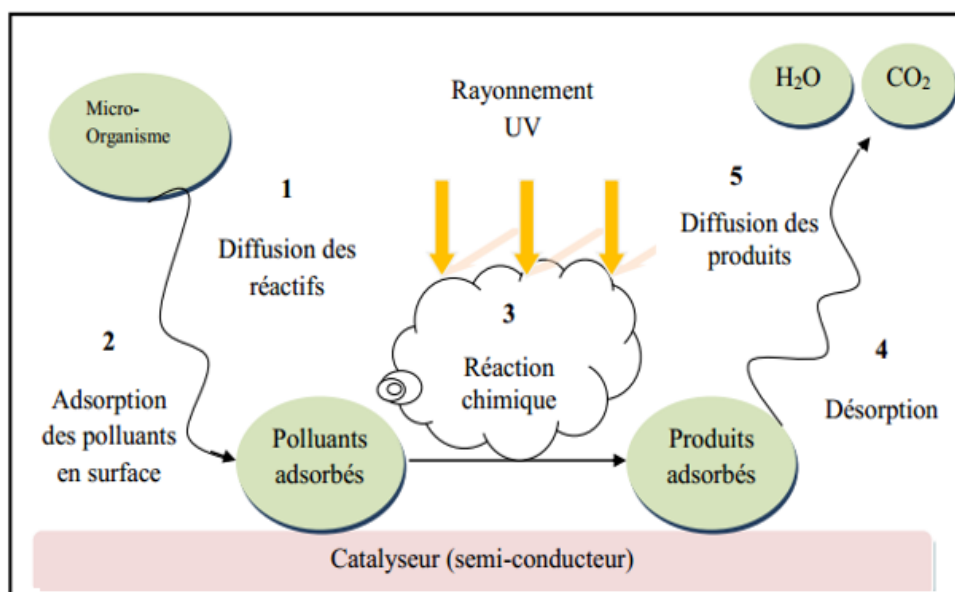 Micro-
Organisme
1
Diffusion des
réactifs
2
Adsorption
des polluants
en surface
Polluants
adsorbés
Rayonnement
UV
3
Réaction
chimique
Produits
adsorbés
4
Désorption
5
Diffusion des
produits
H₂O
CO₂
Catalyseur (semi-conducteur)